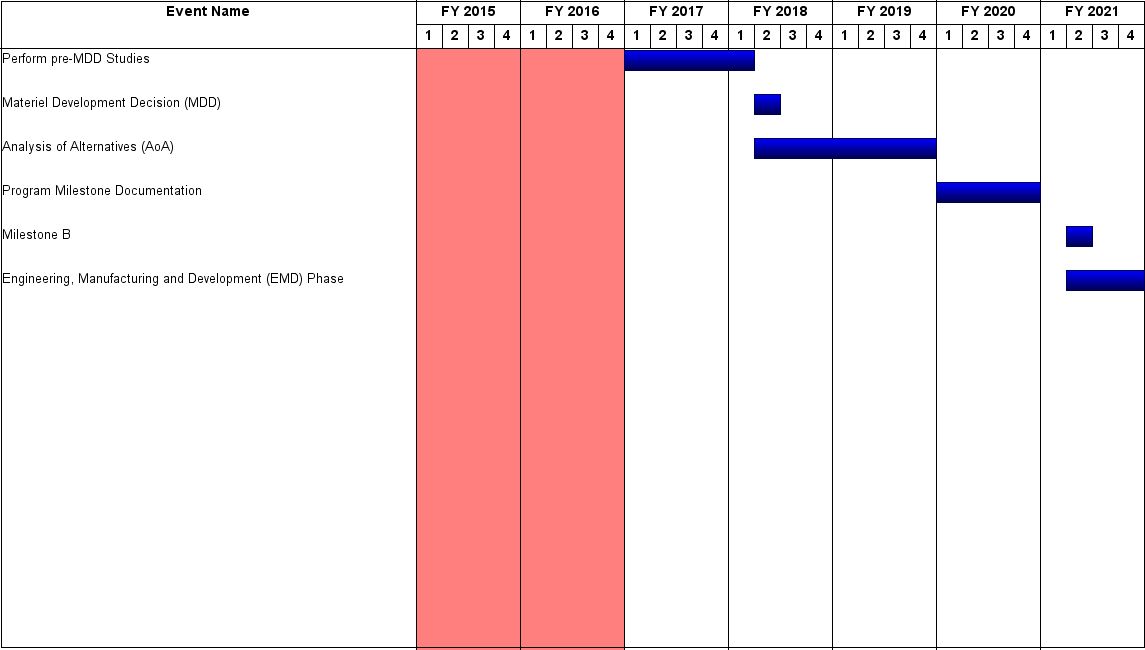 Event Name FY 2015 FY 2016 FY 2017 FY 2018 FY 2019 FY 2020 FY 2021
1 2 3 4 1 2 3 4 1 2 3 4 1 2 3 4 1 2 3 4 1 2 3 4 1 2 3 4
Perform pre-MDD Studies
Materiel Development Decision (MDD)
Analysis of Alternatives (AoA)
Program Milestone Documentation
Milestone B
Engineering, Manufacturing and Development (EMD) Phase